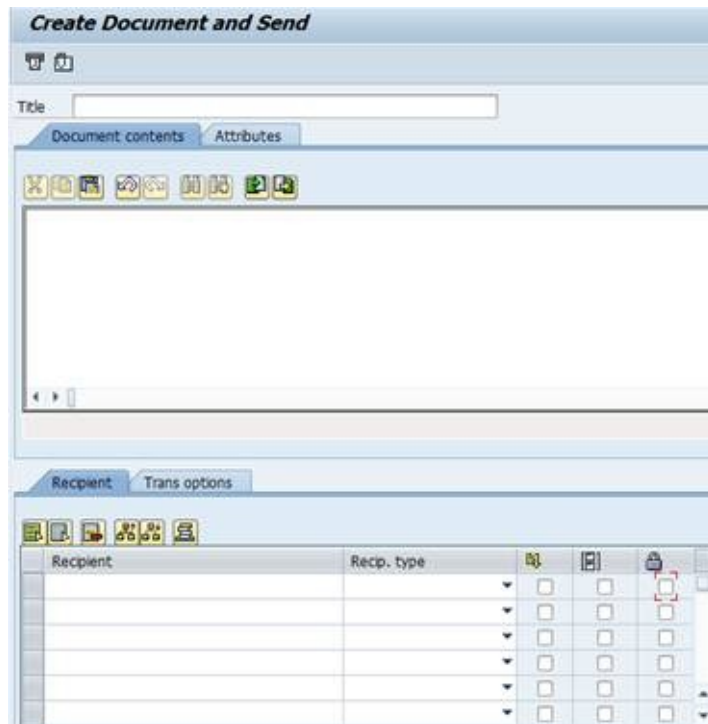 Create Document and Send
Title
Document contents Attributes
Recipient Trans options
Recipient Recip. type